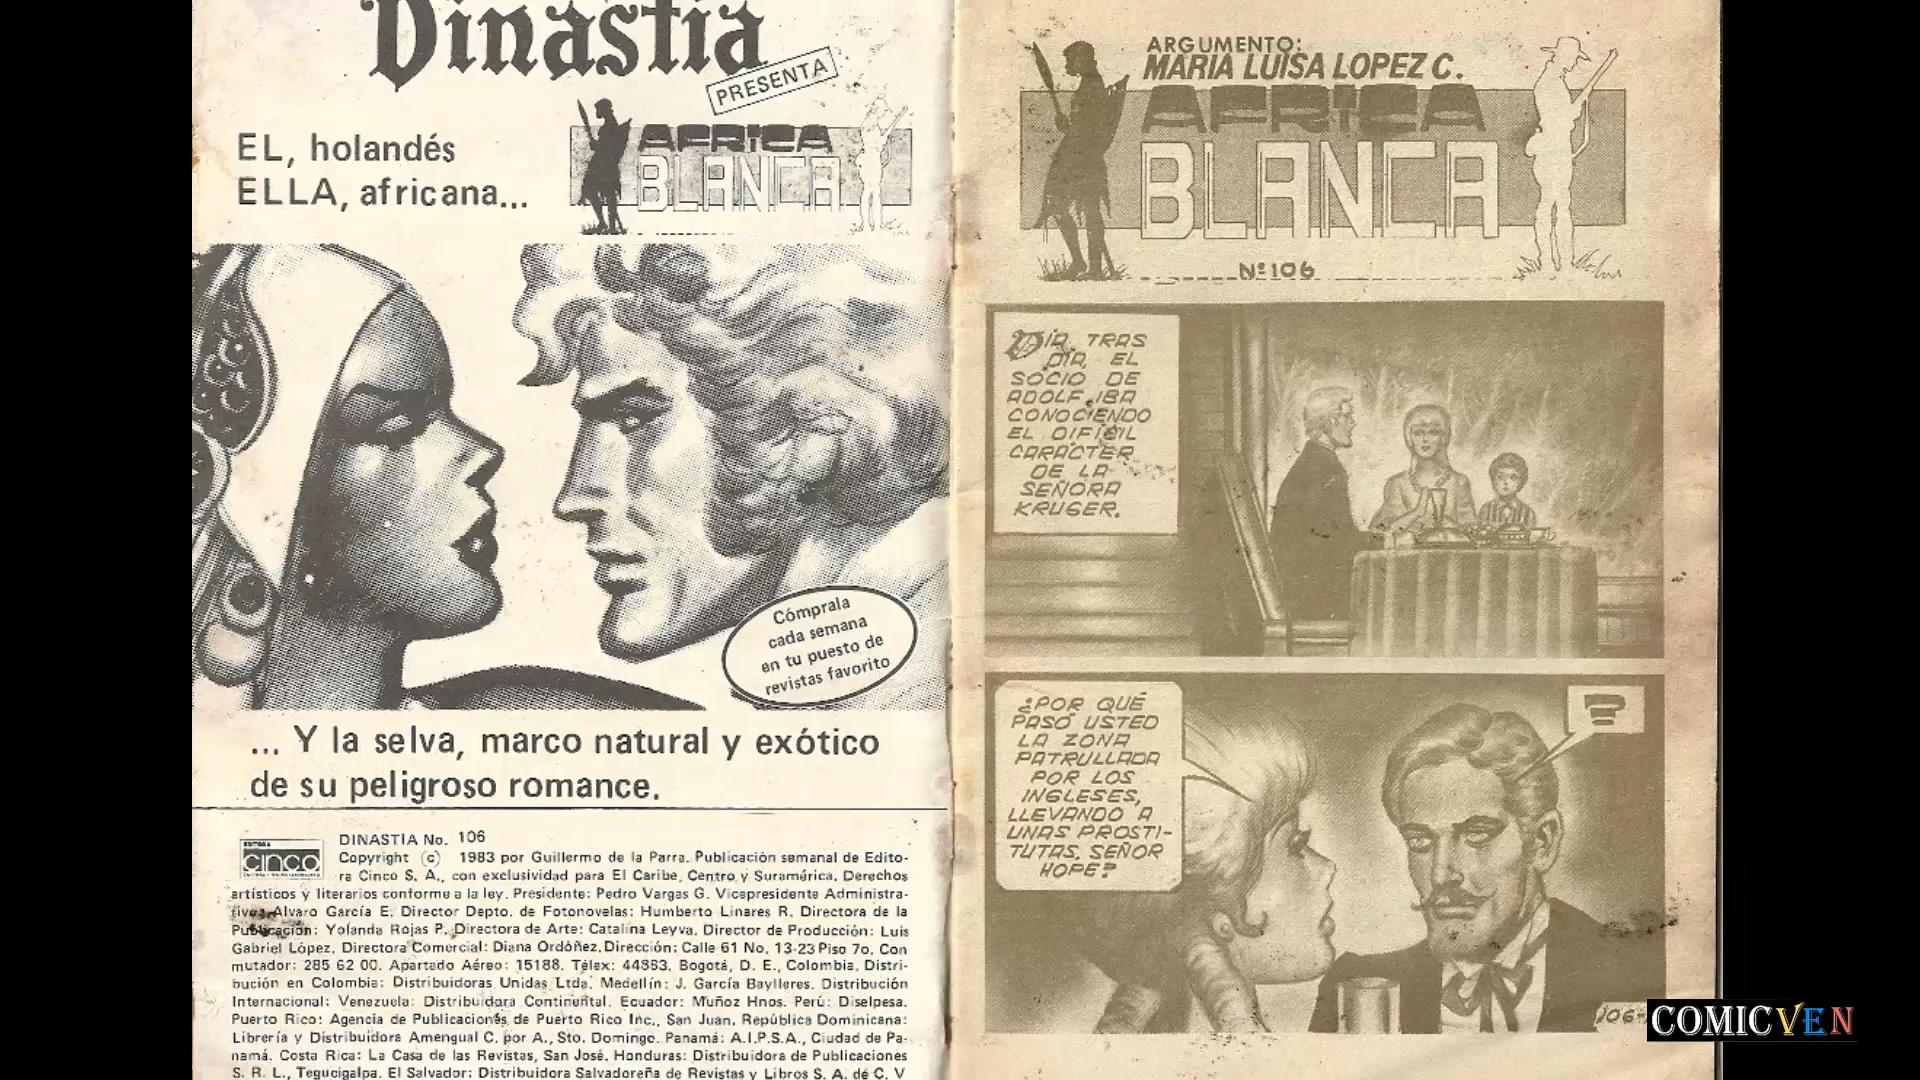 Dinastía
PRESENTA
EL, holandés
ELLA, africana...
AFRICA
BLANCA
Cómprala
cada semana
en tu puesto de
revistas favorito
... Y la selva, marco natural y exótico
de su peligroso romance.
cinco
DINASTIA No. 106
Copyright © 1983 por Guillermo de la Parra. Publicación semanal de Edito-
ra Cinco S. A., con exclusividad para El Caribe, Centro y Suramérica. Derechos
artísticos y literarios conforme a la ley. Presidente: Pedro Vargas G. Vicepresidente Administra-
tivo: Alvaro García E. Director Depto. de Fotonovelas: Humberto Linares R. Directora de la
Publicación: Yolanda Rojas P. Directora de Arte: Catalina Leyva. Director de Producción: Luis
Gabriel López. Directora Comercial: Diana Ordóñez. Dirección: Calle 61 No. 13-23 Piso 7o. Con
mutador: 285 62 00. Apartado Aéreo: 15188. Télex: 44383. Bogotá, D. E., Colombia. Distri-
bución en Colombia: Distribuidoras Unidas Ltda. Medellín: J. García Baylleres. Distribución
Internacional: Venezuela: Distribuidora Continental. Ecuador: Muñoz Hnos. Perú: Diselpesa.
Puerto Rico: Agencia de Publicaciones de Puerto Rico Inc., San Juan. República Dominicana:
Librería y Distribuidora Amengual C. por A., Sto. Domingo. Panamá: A.I.P.S.A., Ciudad de Pa-
namá. Costa Rica: La Casa de las Revistas, San José. Honduras: Distribuidora de Publicaciones
S. R. L., Tegucigalpa. El Salvador: Distribuidora Salvadoreña de Revistas y Libros S. A. de C. V
ARGUMENTO:
MARIA LUISA LOPEZ C.
AFRICA
BLANCA
Nº 106
DÍA TRAS
DÍA, EL
SOCIO DE
ADOLF IBA
CONOCIENDO
EL DIFÍCIL
CARÁCTER
DE LA
SEÑORA
KRUGER.
¿POR QUÉ
PASÓ USTED
LA ZONA
PATRULLADA
POR LOS
INGLESES,
LLEVANDO A
UNAS PROSTI-
TUTAS, SEÑOR
HOPE?
?
106-
COMICVEN